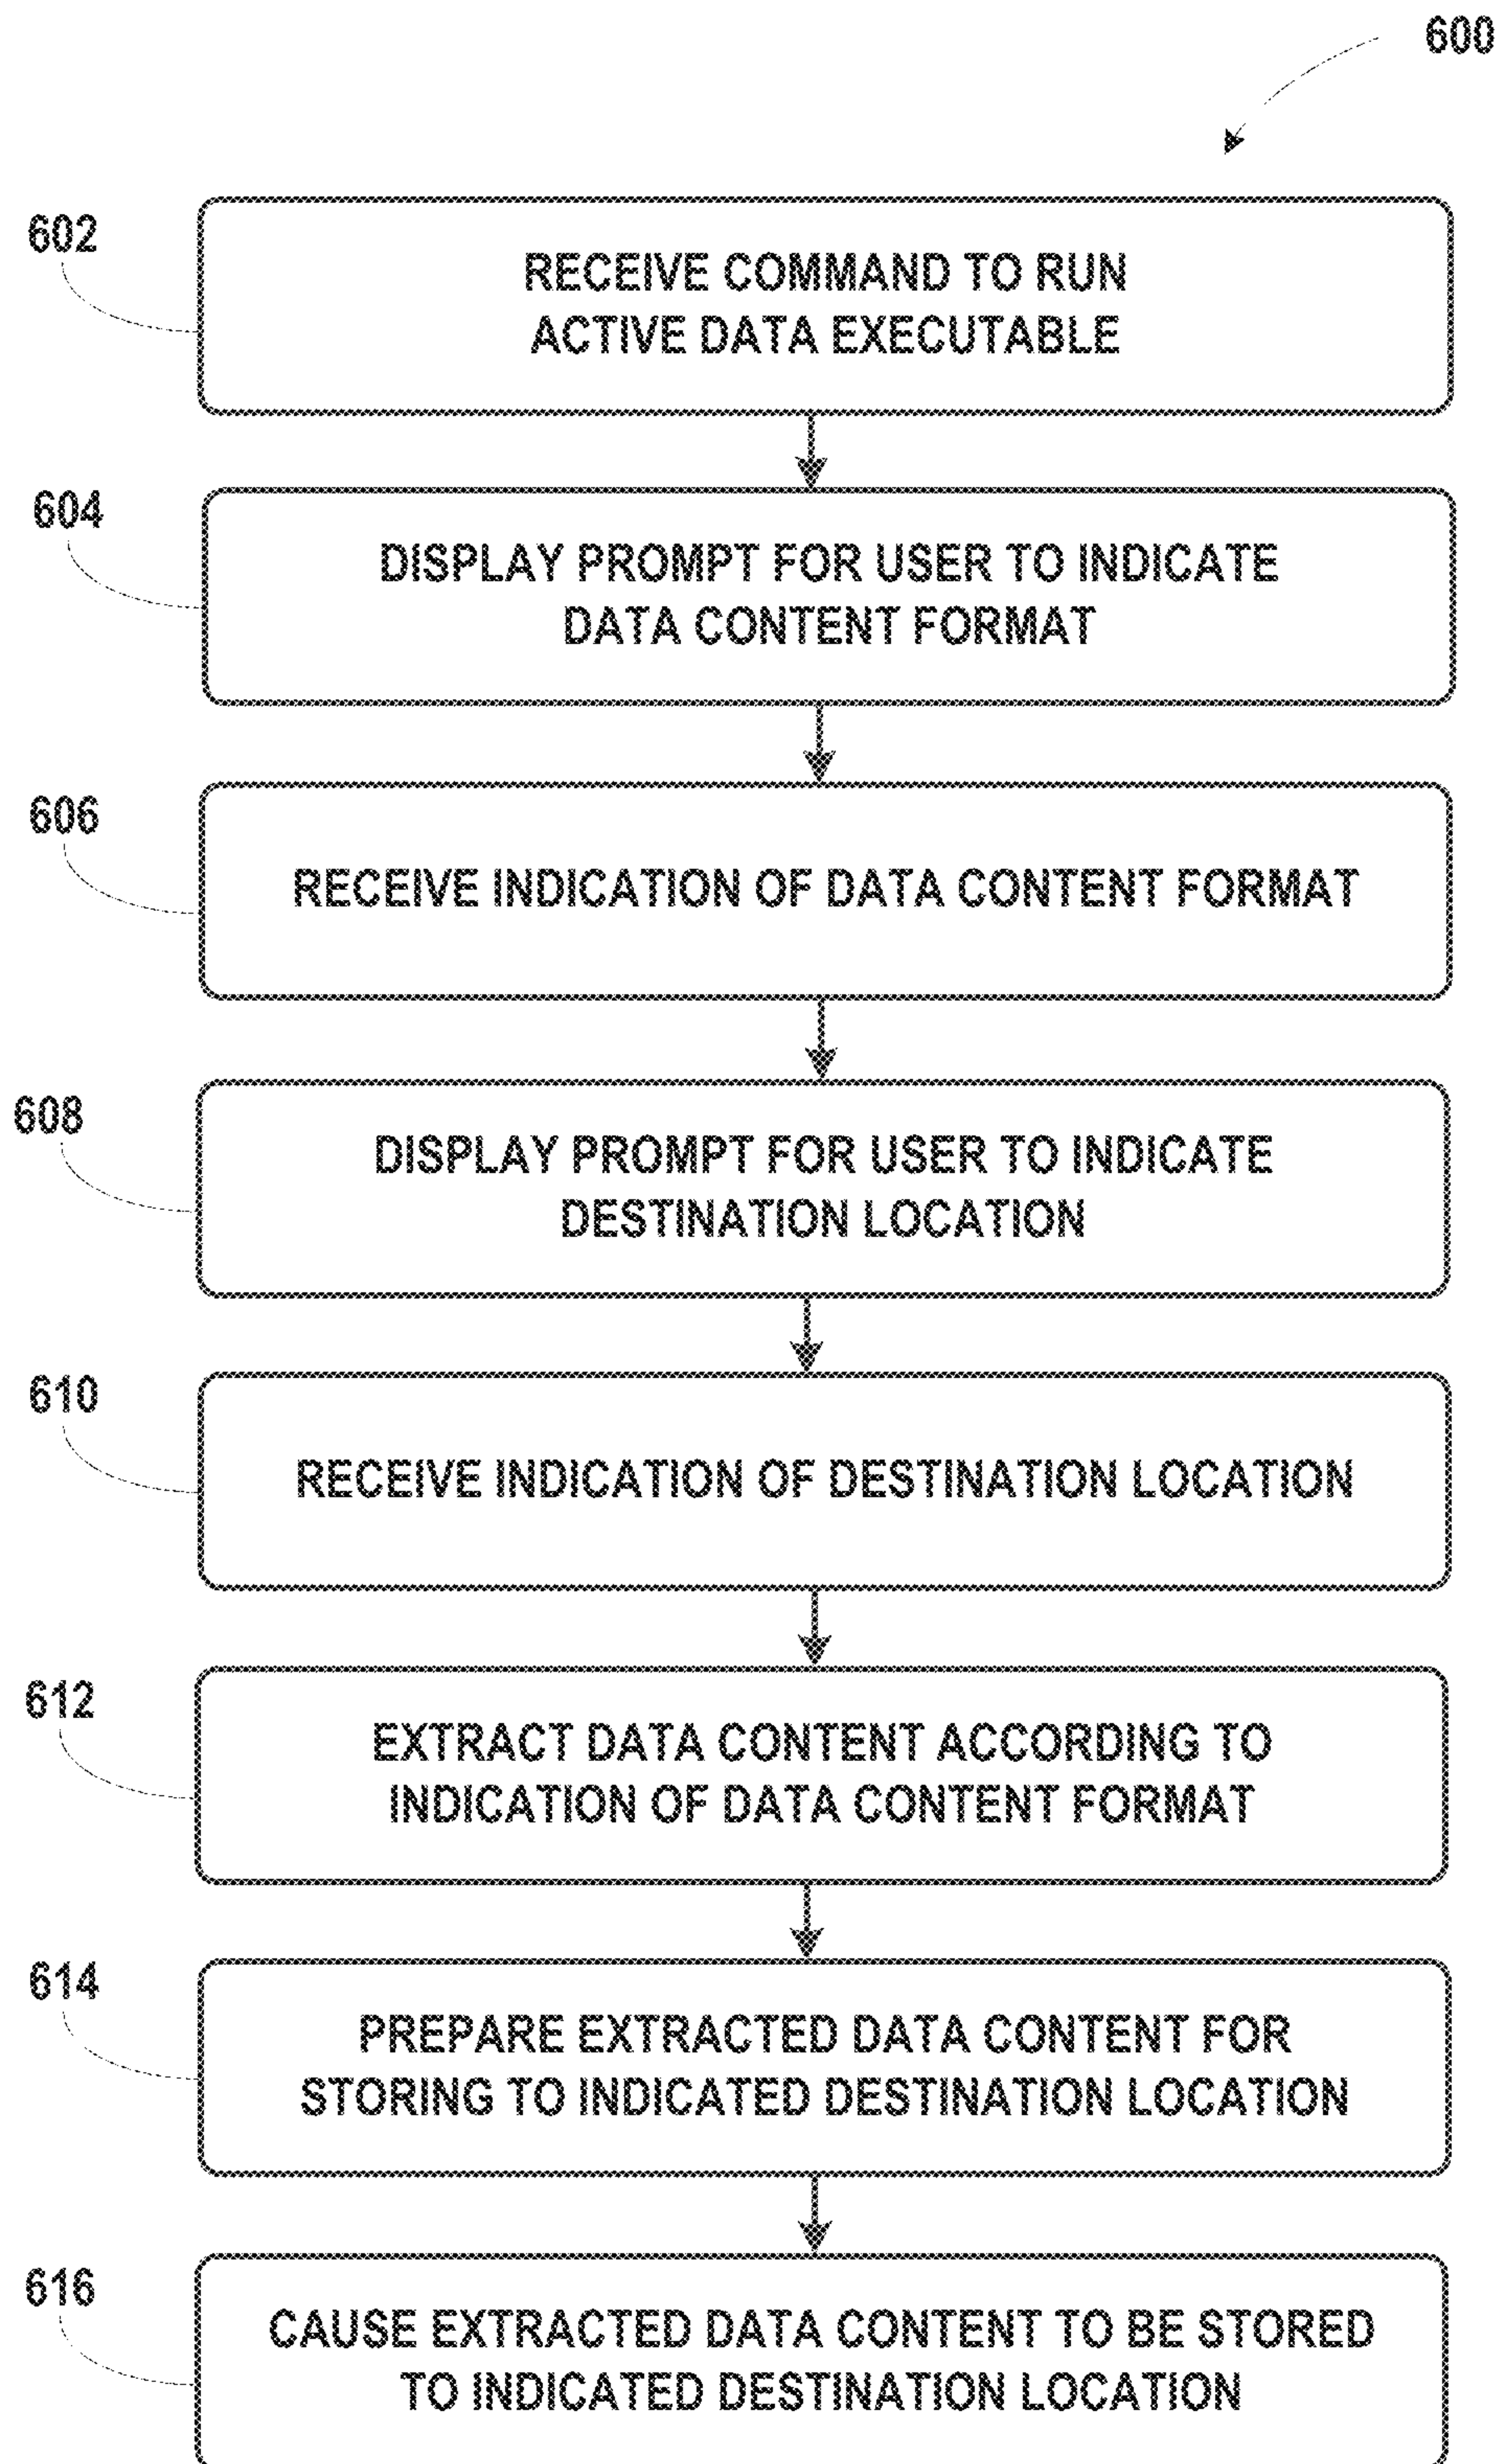 600
602
RECEIVE COMMAND TO RUN
ACTIVE DATA EXECUTABLE
604
DISPLAY PROMPT FOR USER TO INDICATE
DATA CONTENT FORMAT
606
RECEIVE INDICATION OF DATA CONTENT FORMAT
608
DISPLAY PROMPT FOR USER TO INDICATE
DESTINATION LOCATION
610
RECEIVE INDICATION OF DESTINATION LOCATION
612
EXTRACT DATA CONTENT ACCORDING TO
INDICATION OF DATA CONTENT FORMAT
614
PREPARE EXTRACTED DATA CONTENT FOR
STORING TO INDICATED DESTINATION LOCATION
616
CAUSE EXTRACTED DATA CONTENT TO BE STORED
TO INDICATED DESTINATION LOCATION